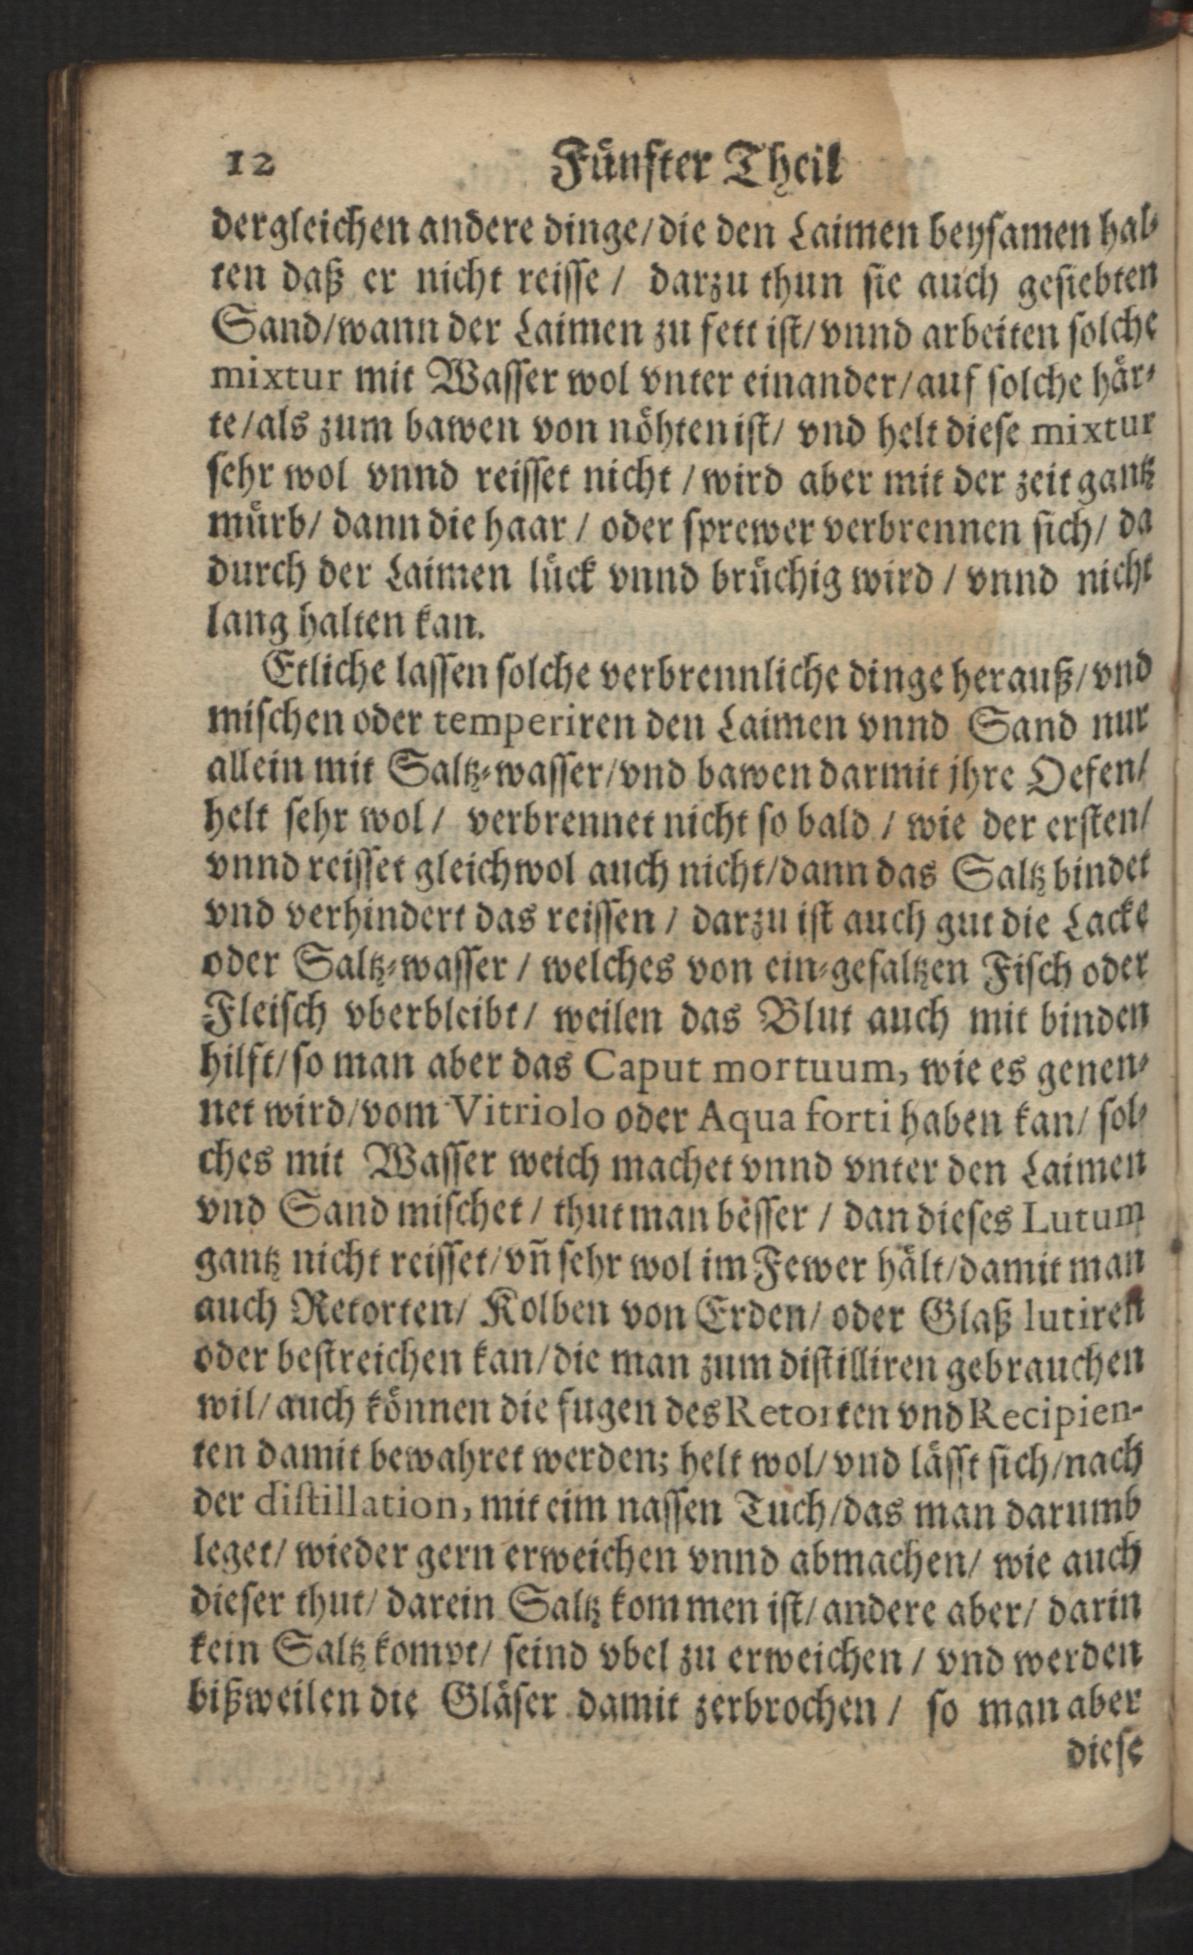 12 Fünfter Theil
dergleichen andere dinge/die den Laimen beysamen hal-
ten daß er nicht reisse / darzu thun sie auch gesiebten
Sand/wann der Laimen zu fett ist/vnnd arbeiten solche
mixtur mit Wasser wol vnter einander/auf solche här-
te/als zum bawen von nöhten ist/ vnd helt diese mixtur
sehr wol vnnd reisset nicht / wird aber mit der zeit gantz
mürb/ dann die haar / oder sprewer verbrennen sich/ da
durch der Laimen lück vnnd brüchig wird / vnnd nicht
lang halten kan.
Etliche lassen solche verbrennliche dinge herauß/vnd
mischen oder temperiren den Laimen vnnd Sand nur
allein mit Saltz-wasser/vnd bawen darmit jhre Oefen/
helt sehr wol/ verbrennet nicht so bald / wie der ersten/
vnnd reisset gleichwol auch nicht/dann das Saltz bindet
vnd verhindert das reissen / darzu ist auch gut die Lacke
oder Saltz-wasser / welches von ein-gesaltzen Fisch oder
Fleisch vberbleibt/ weilen das Blut auch mit binden
hilft/so man aber das Caput mortuum, wie es genen-
net wird/vom Vitriolo oder Aqua forti haben kan/ sol-
ches mit Wasser weich machet vnnd vnter den Laimen
vnd Sand mischet / thut man besser / dan dieses Lutum
gantz nicht reisset/vñ sehr wol im Fewer hält/damit man
auch Retorten/ Kolben von Erden/ oder Glaß lutiren
oder bestreichen kan/die man zum distilliren gebrauchen
wil/auch können die fugen des Retorten vnd Recipien-
ten damit bewahret werden; helt wol/vnd lässt sich/nach
der distillation, mit eim nassen Tuch/das man darumb
leget/ wieder gern erweichen vnnd abmachen/ wie auch
dieser thut/ darein Saltz kommen ist/andere aber/ darin
kein Saltz kompt/ seind vbel zu erweichen / vnd werden
bißweilen die Gläser damit zerbrochen / so man aber
diese